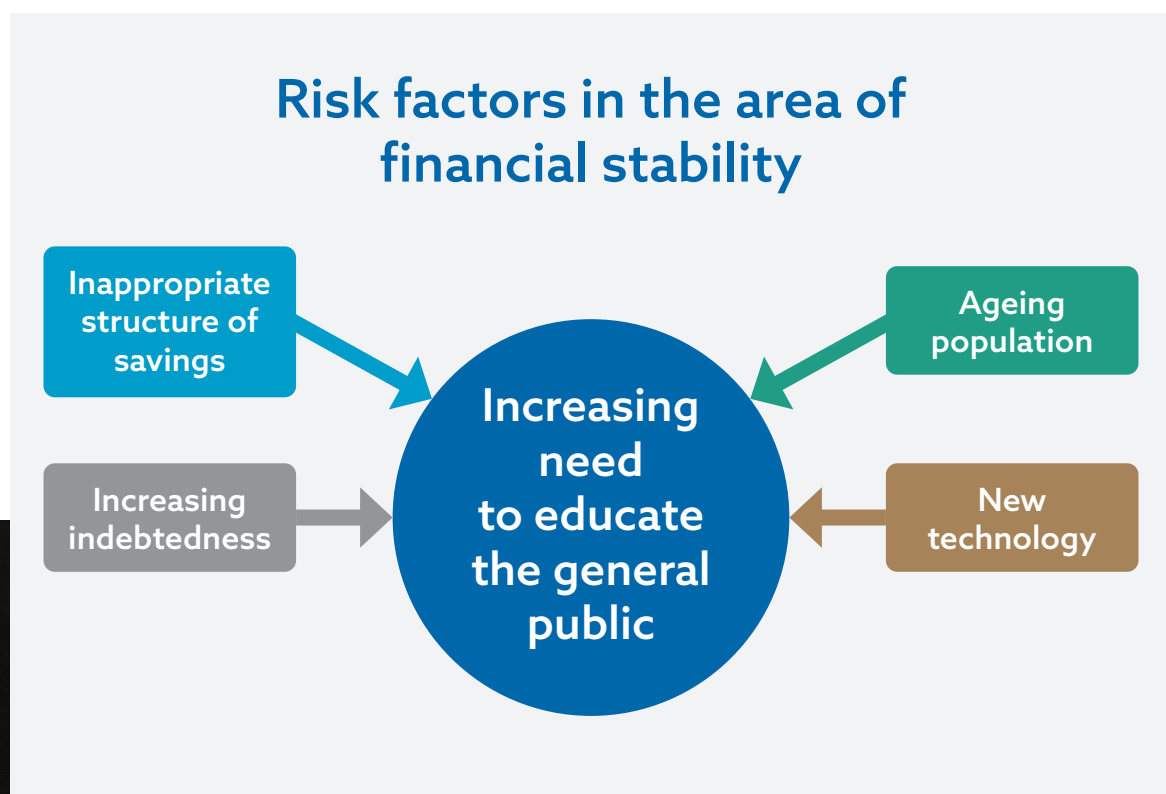 Risk factors in the area of
financial stability
Inappropriate
structure of
savings
Ageing
population
Increasing
need
to educate
the general
public
Increasing
indebtedness
New
technology